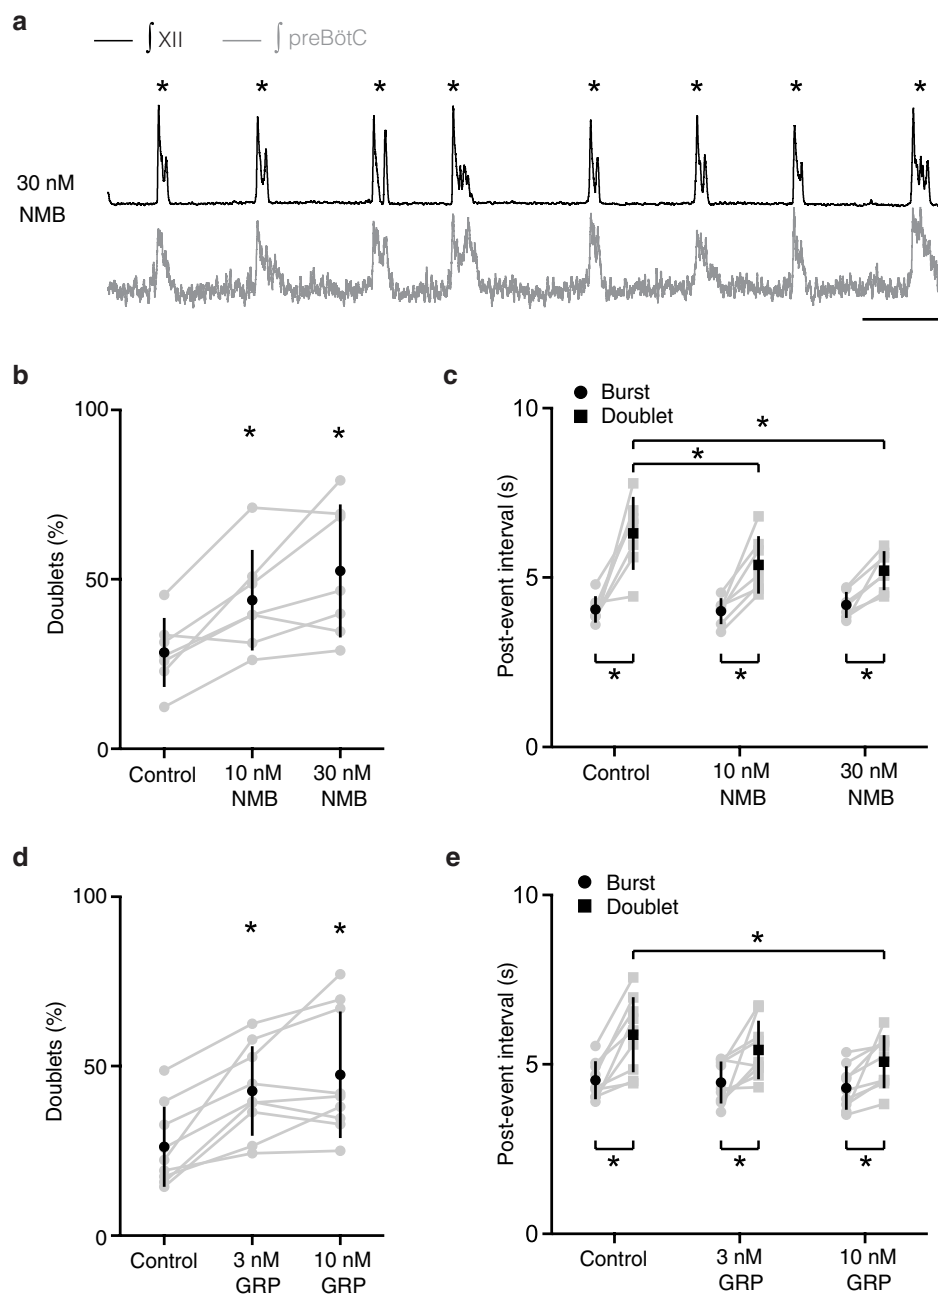 a
∫XII ∫preBötC
* * * * * * * *
30 nM
NMB
b
100
50
0
Doublets (%)
* *
Control
10 nM
NMB
30 nM
NMB
c
Burst
Doublet
10
5
0
Post-event interval (s)
*
*
* * *
Control
10 nM
NMB
30 nM
NMB
d
100
50
0
Doublets (%)
* *
Control
3 nM
GRP
10 nM
GRP
e
Burst
Doublet
10
5
0
Post-event interval (s)
*
* * *
Control
3 nM
GRP
10 nM
GRP